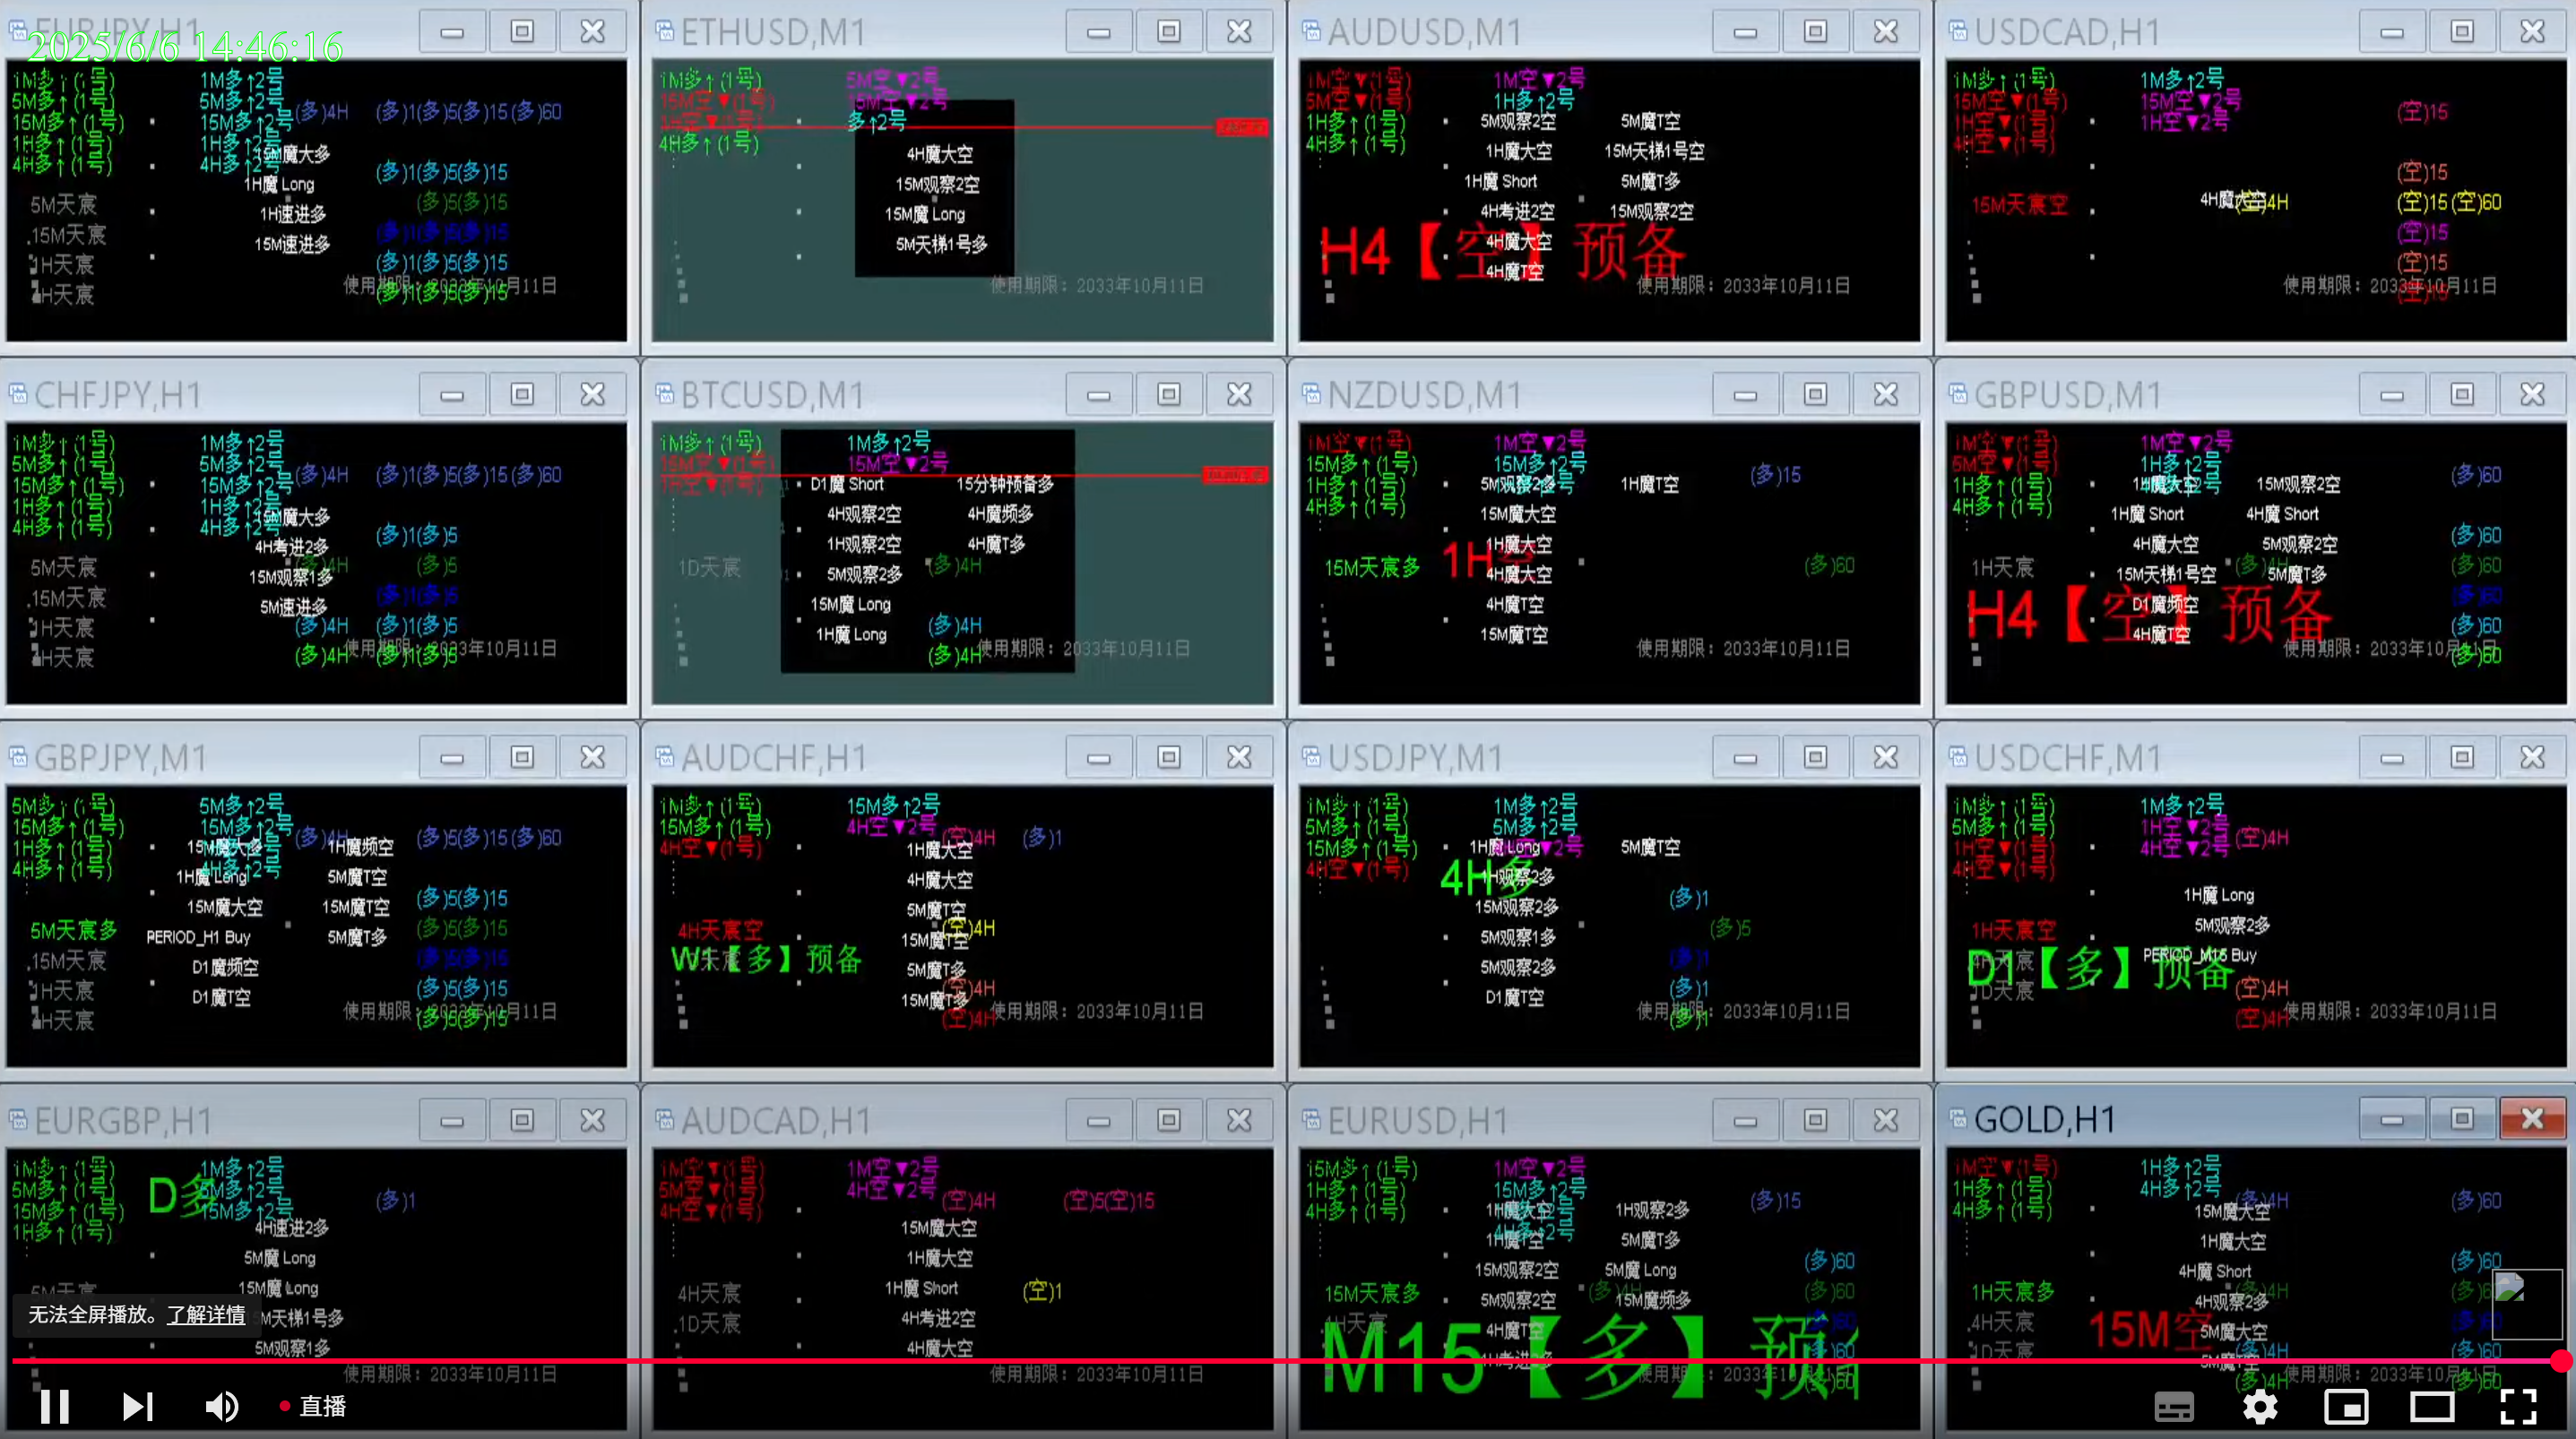 EURJPY,H1
2025/6/6 14:46:16
1M多↑(1号) 1M多↑2号
5M多↑(1号) 5M多↑2号 (多)4H (多)1(多)5(多)15(多)60
15M多↑(1号) 15M多↑2号
1H多↑(1号) 1H多↑2号
4H多↑(1号) 4H多↑2号
15M魔大多
(多)1(多)5(多)15
1H魔 Long
5M天宸 (多)5(多)15
1H速进多
15M天宸 (多)1(多)5(多)15
15M速进多
1H天宸 (多)1(多)5(多)15
使用期限：2033年10月11日
4H天宸 (多)1(多)5(多)15
ETHUSD,M1
1M多↑(1号) 5M空▼2号
15M空▼(1号) 15M空▼2号
1H空▼(1号) 多↑2号
4H多↑(1号)
4H魔大空
15M观察2空
15M魔 Long
5M天梯1号多
使用期限：2033年10月11日
AUDUSD,M1
1M空▼(1号) 1M空▼2号
5M空▼(1号) 1H多↑2号
1H多↑(1号) 5M观察2空 5M魔T空
4H多↑(1号) 1H魔大空 15M天梯1号空
1H魔 Short 5M魔T多
4H考进2空 15M观察2空
H4【空】预备
4H魔大空
4H魔T空
使用期限：2033年10月11日
USDCAD,H1
1M多↑(1号) 1M多↑2号
15M空▼(1号) 15M空▼2号 (空)15
1H空▼(1号) 1H空▼2号
4H空▼(1号)
(空)15
15M天宸空 4H魔大空 (空)4H (空)15(空)60
(空)15
(空)15
使用期限：2033年10月11日
(空)15
CHFJPY,H1
1M多↑(1号) 1M多↑2号
5M多↑(1号) 5M多↑2号 (多)4H (多)1(多)5(多)15(多)60
15M多↑(1号) 15M多↑2号
1H多↑(1号) 1H多↑2号
4H多↑(1号) 4H多↑2号
15M魔大多
(多)1(多)5
4H考进2多
5M天宸 (多)4H (多)5
15M观察1多
15M天宸 (多)1(多)5
5M速进多
1H天宸 (多)4H (多)1(多)5
使用期限：2033年10月11日
4H天宸 (多)4H (多)1(多)5
BTCUSD,M1
1M多↑(1号) 1M多↑2号
15M空▼(1号) 15M空▼2号
1H空▼(1号) D1魔 Short 15分钟预备多
4H观察2空 4H魔频多
1H观察2空 4H魔T多
1D天宸 5M观察2多 (多)4H
15M魔 Long
1H魔 Long (多)4H
(多)4H
使用期限：2033年10月11日
NZDUSD,M1
1M空▼(1号) 1M空▼2号
15M多↑(1号) 15M多↑2号
1H多↑(1号) 5M观察2多 1H魔T空 (多)15
4H多↑(1号) 15M魔大空
1H魔大空
15M天宸多 1H空 4H魔大空 (多)60
4H魔T空
15M魔T空
使用期限：2033年10月11日
GBPUSD,M1
1M空▼(1号) 1M空▼2号
5M空▼(1号) 1H多↑2号 (多)60
1H多↑(1号) 1H魔大空 15M观察2空
4H多↑(1号) 1H魔 Short 4H魔 Short
4H魔大空 5M观察2空 (多)60
1H天宸 15M天梯1号空 (多)4H 5M魔T多 (多)60
H4【空】预备
D1魔频空 (多)60
4H魔T空 (多)60
使用期限：2033年10月11日
(多)60
GBPJPY,M1
5M多↑(1号) 5M多↑2号
15M多↑(1号) 15M多↑2号 (多)4H (多)5(多)15(多)60
1H多↑(1号) 15M魔大多 1H魔频空
4H多↑(1号) 4H多↑2号
1H魔 Long 5M魔T空
15M魔大空 15M魔T空 (多)5(多)15
5M天宸多 PERIOD_H1 Buy 5M魔T多 (多)5(多)15
15M天宸 D1魔频空 (多)5(多)15
1H天宸 D1魔T空 (多)5(多)15
使用期限：2033年10月11日
4H天宸 (多)5(多)15
AUDCHF,H1
1M多↑(1号) 15M多↑2号
15M多↑(1号) 4H空▼2号 (空)4H (多)1
4H空▼(1号) 1H魔大空
4H魔大空
5M魔T空
4H天宸空 (空)4H
15M魔T空
W1【多】预备
5M魔T多
(空)4H
15M魔T多
使用期限：2033年10月11日
(空)4H
USDJPY,M1
1M多↑(1号) 1M多↑2号
5M多↑(1号) 5M多↑2号
15M多↑(1号) 1H魔 Long ▼2号 5M魔T空
4H空▼(1号) 4H多 1H观察2多
15M观察2多 (多)1
5M观察1多 (多)5
5M观察2多 (多)1
D1魔T空 (多)1
使用期限：2033年10月11日
(多)1
USDCHF,M1
1M多↑(1号) 1M多↑2号
5M多↑(1号) 1H空▼2号 (空)4H
1H空▼(1号) 4H空▼2号
4H空▼(1号)
1H魔 Long
1H天宸空 5M观察2多
4H天宸 PERIOD_M15 Buy
D1【多】预备
1D天宸 (空)4H
使用期限：2033年10月11日
(空)4H
EURGBP,H1
1M多↑(1号) 1M多↑2号
5M多↑(1号) D多 5M多↑2号 (多)1
15M多↑(1号) 15M多↑2号
1H多↑(1号) 4H速进2多
5M魔 Long
5M天宸 15M魔 Long
5M天梯1号多
5M观察1多
使用期限：2033年10月11日
AUDCAD,H1
1M空▼(1号) 1M空▼2号
5M空▼(1号) 4H空▼2号 (空)4H (空)5(空)15
4H空▼(1号)
15M魔大空
1H魔大空
4H天宸 1H魔 Short (空)1
1D天宸 4H考进2空
4H魔大空
使用期限：2033年10月11日
EURUSD,H1
15M多↑(1号) 1M空▼2号
1H多↑(1号) 15M多↑2号 (多)15
4H多↑(1号) 1H魔大空 1H观察2多
4H多↑2号
1H魔T空 5M魔T多
15M观察2空 5M魔 Long (多)60
15M天宸多 5M观察2空 (多)4H 15M魔频多 (多)60
4H天宸 4H魔T空 (多)60
M15【多】预
(多)60
使用期限：2033年10月11日
(多)60
GOLD,H1
1M空▼(1号) 1H多↑2号
1H多↑(1号) 4H多↑2号 (多)4H (多)60
4H多↑(1号) 15M魔大空
1H魔大空
4H魔 Short (多)60
1H天宸多 4H观察2多 (多)4H
4H天宸 15M空 5M魔大空
1D天宸 5M魔T空 (多)4H (多)60
使用期限：2033年10月11日
(多)4H (多)60
无法全屏播放。了解详情
直播